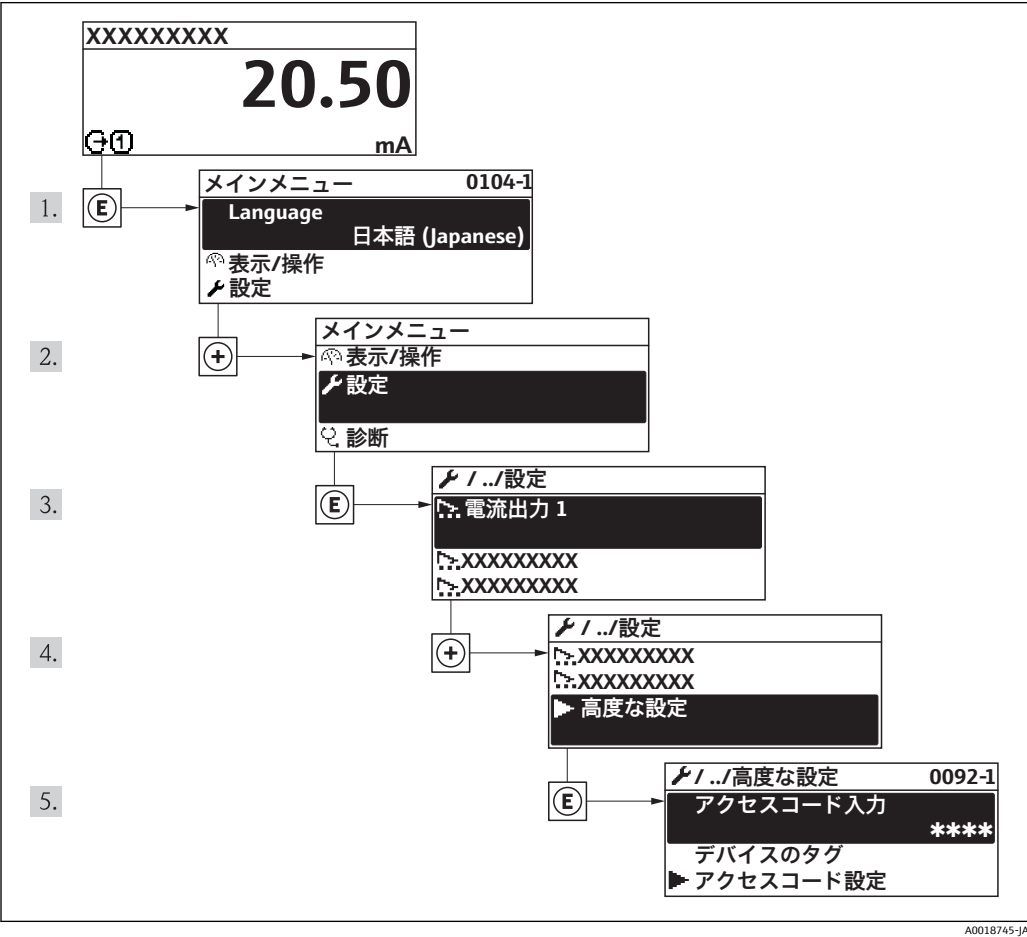 XXXXXXXXX
20.50
mA
1.
E
メインメニュー 0104-1
Language
日本語 (Japanese)
表示/操作
設定
2.
+
メインメニュー
表示/操作
設定
診断
3.
E
/ ../設定
電流出力 1
XXXXXXXXX
XXXXXXXXX
4.
+
/ ../設定
XXXXXXXXX
XXXXXXXXX
高度な設定
5.
E
/ ../高度な設定 0092-1
アクセスコード入力
****
デバイスのタグ
アクセスコード設定
A0018745-JA